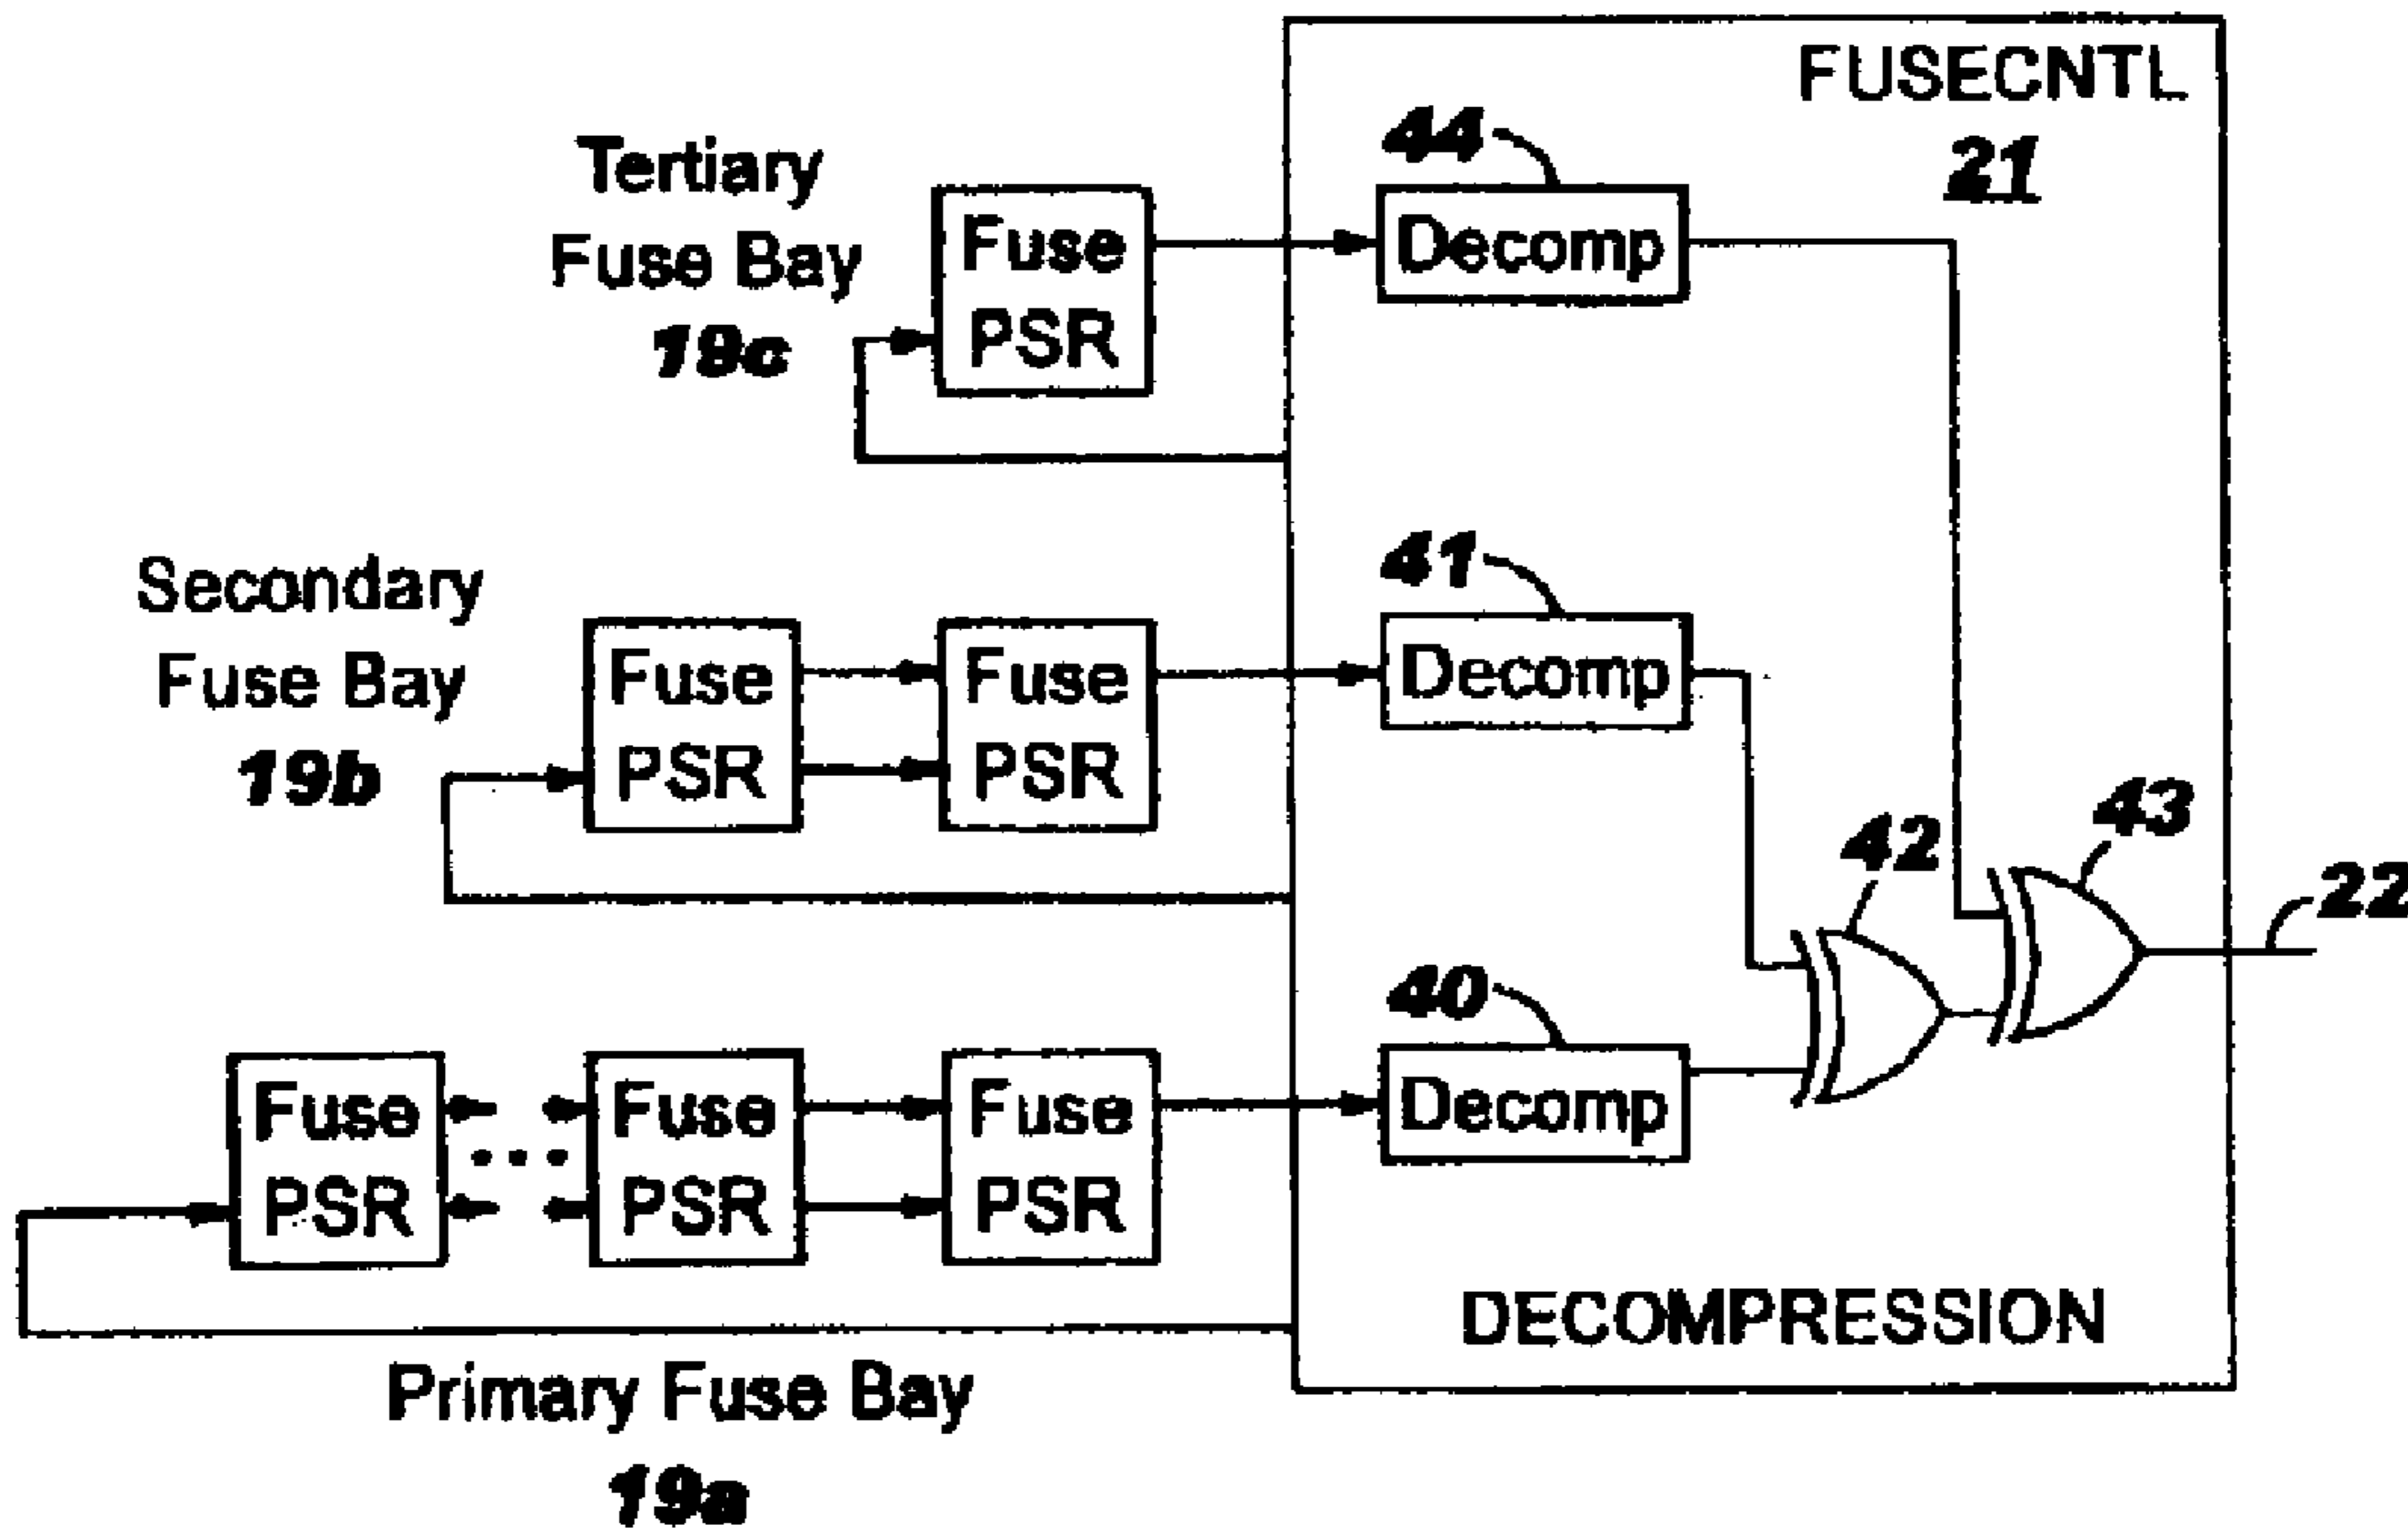 FUSECNTL
21
44
Tertiary
Fuse Bay
19c
Fuse
PSR
Decomp
41
Secondary
Fuse Bay
19b
Fuse
PSR
Fuse
PSR
Decomp
43
42
22
40
Fuse
PSR
...
Fuse
PSR
Fuse
PSR
Decomp
DECOMPRESSION
Primary Fuse Bay
19a